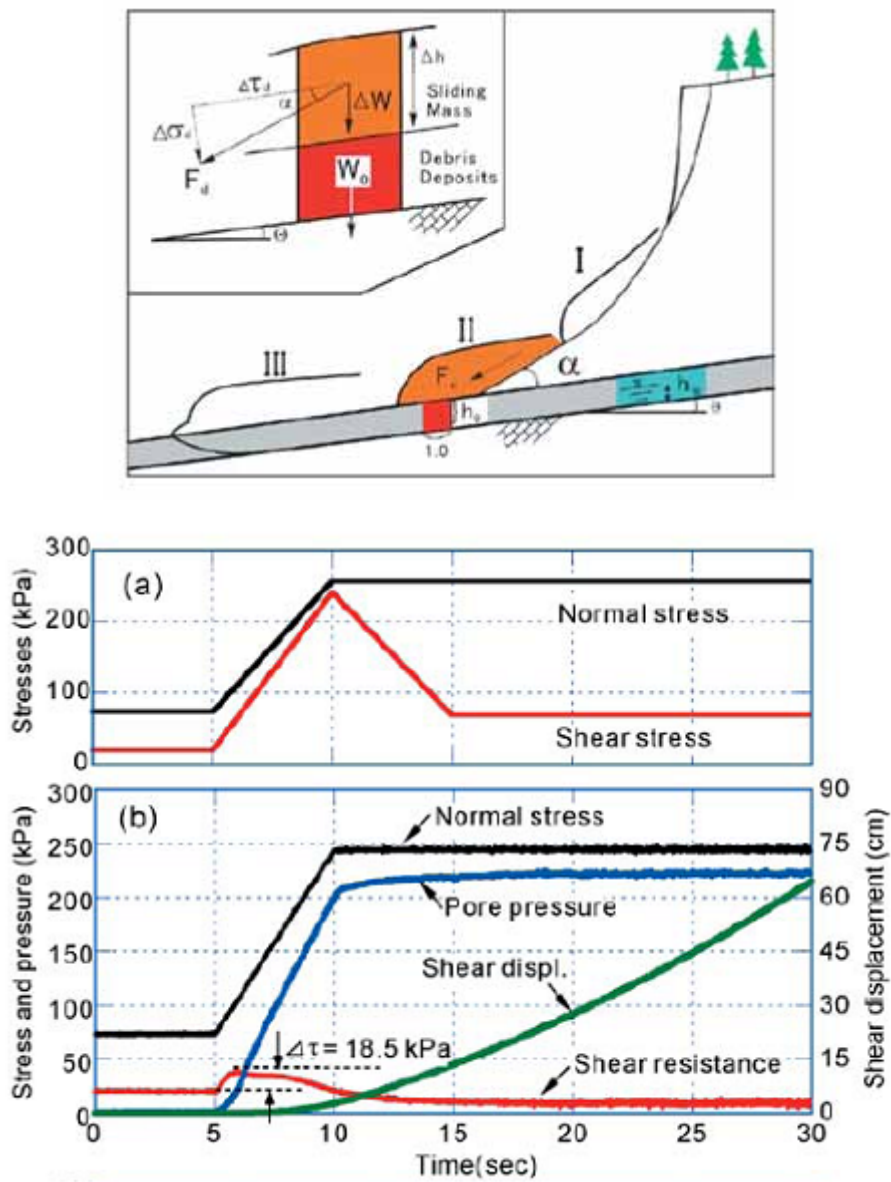 Δh
Δτd
α
ΔW
Sliding
Mass
Δσd
Fd
Wo
Debris
Deposits
θ
I
II
III
α
ho
θ
1.0
300
(a)
200
Normal stress
100
Shear stress
0
Stresses (kPa)
300
90
(b)
Normal stress
250
75
200
Pore pressure
60
150
Shear displ.
45
100
30
Δτ = 18.5 kPa
50
Shear resistance
15
0
0
Stress and pressure (kPa)
Shear displacement (cm)
0 5 10 15 20 25 30
Time(sec)